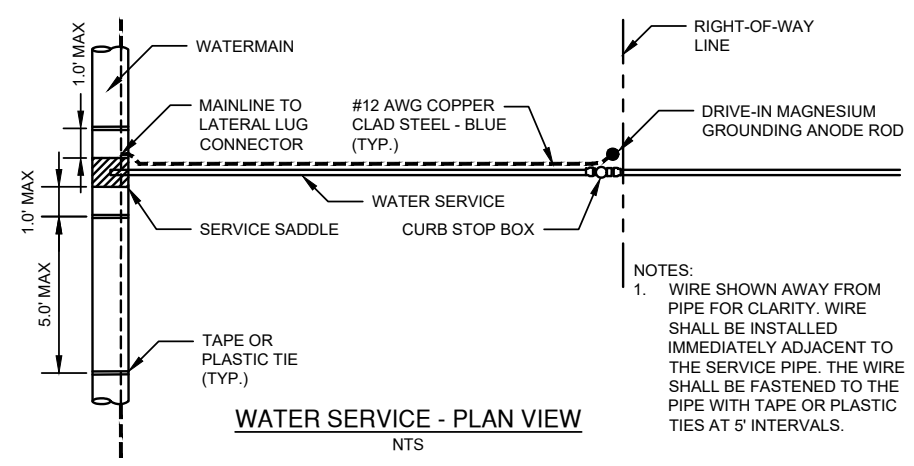 1.0' MAX
WATERMAIN
MAINLINE TO
LATERAL LUG
CONNECTOR
#12 AWG COPPER
CLAD STEEL - BLUE
(TYP.)
RIGHT-OF-WAY
LINE
DRIVE-IN MAGNESIUM
GROUNDING ANODE ROD
1.0' MAX
WATER SERVICE
SERVICE SADDLE
CURB STOP BOX
5.0' MAX
TAPE OR
PLASTIC TIE
(TYP.)
NOTES:
1. WIRE SHOWN AWAY FROM
PIPE FOR CLARITY. WIRE
SHALL BE INSTALLED
IMMEDIATELY ADJACENT TO
THE SERVICE PIPE. THE WIRE
SHALL BE FASTENED TO THE
PIPE WITH TAPE OR PLASTIC
TIES AT 5' INTERVALS.
WATER SERVICE - PLAN VIEW
NTS